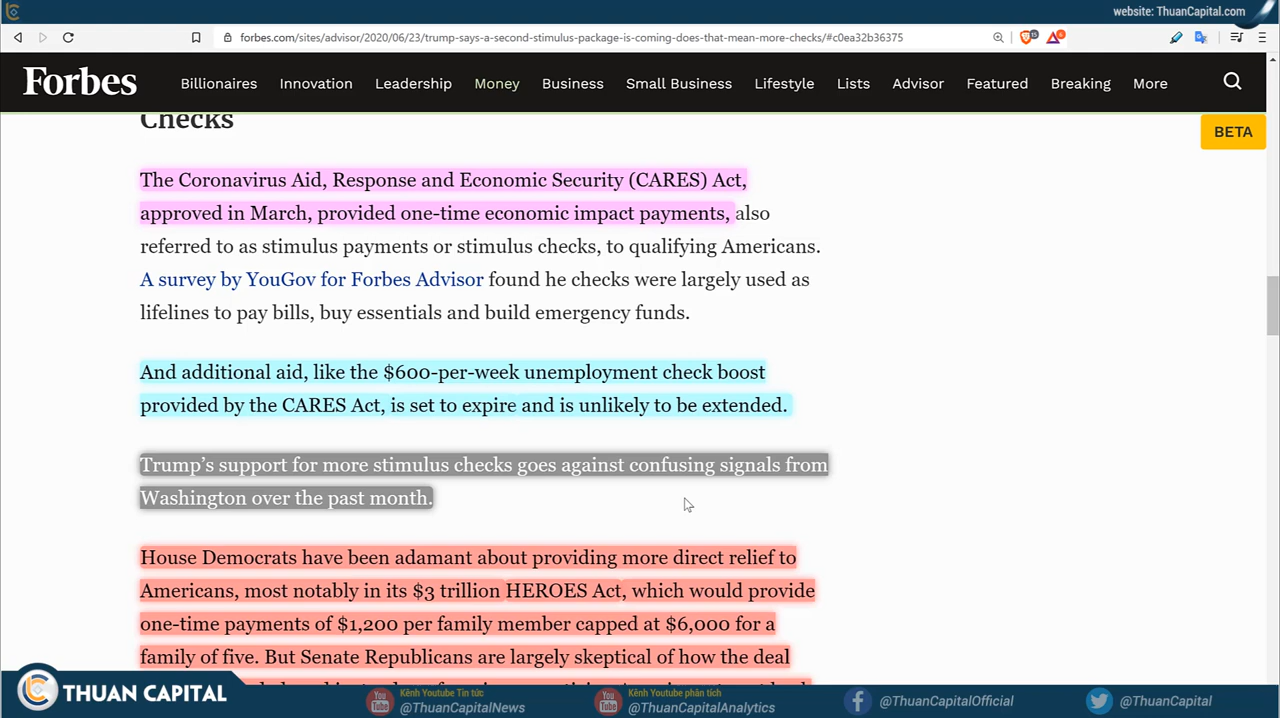 website: ThuanCapital.com
forbes.com/sites/advisor/2020/06/23/trump-says-a-second-stimulus-package-is-coming-does-that-mean-more-checks/#c0ea32b36375
Forbes Billionaires Innovation Leadership Money Business Small Business Lifestyle Lists Advisor Featured Breaking More
BETA
Checks
The Coronavirus Aid, Response and Economic Security (CARES) Act,
approved in March, provided one-time economic impact payments, also
referred to as stimulus payments or stimulus checks, to qualifying Americans.
A survey by YouGov for Forbes Advisor found he checks were largely used as
lifelines to pay bills, buy essentials and build emergency funds.
And additional aid, like the $600-per-week unemployment check boost
provided by the CARES Act, is set to expire and is unlikely to be extended.
Trump's support for more stimulus checks goes against confusing signals from
Washington over the past month.
House Democrats have been adamant about providing more direct relief to
Americans, most notably in its $3 trillion HEROES Act, which would provide
one-time payments of $1,200 per family member capped at $6,000 for a
family of five. But Senate Republicans are largely skeptical of how the deal
THUAN CAPITAL
Kênh Youtube Tin tức
@ThuanCapitalNews
Kênh Youtube phân tích
@ThuanCapitalAnalytics
@ThuanCapitalOfficial
@ThuanCapital